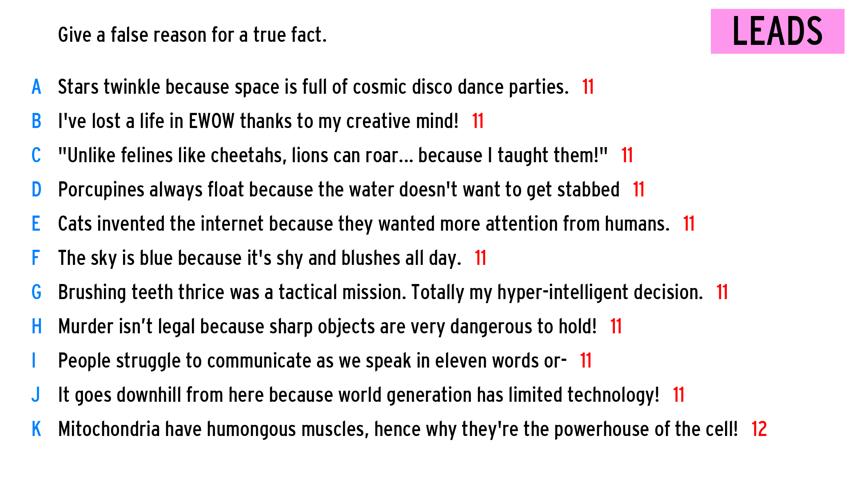 Give a false reason for a true fact.
LEADS
A Stars twinkle because space is full of cosmic disco dance parties. 11
B I've lost a life in EWOW thanks to my creative mind! 11
C "Unlike felines like cheetahs, lions can roar... because I taught them!" 11
D Porcupines always float because the water doesn't want to get stabbed 11
E Cats invented the internet because they wanted more attention from humans. 11
F The sky is blue because it's shy and blushes all day. 11
G Brushing teeth thrice was a tactical mission. Totally my hyper-intelligent decision. 11
H Murder isn’t legal because sharp objects are very dangerous to hold! 11
I People struggle to communicate as we speak in eleven words or- 11
J It goes downhill from here because world generation has limited technology! 11
K Mitochondria have humongous muscles, hence why they're the powerhouse of the cell! 12